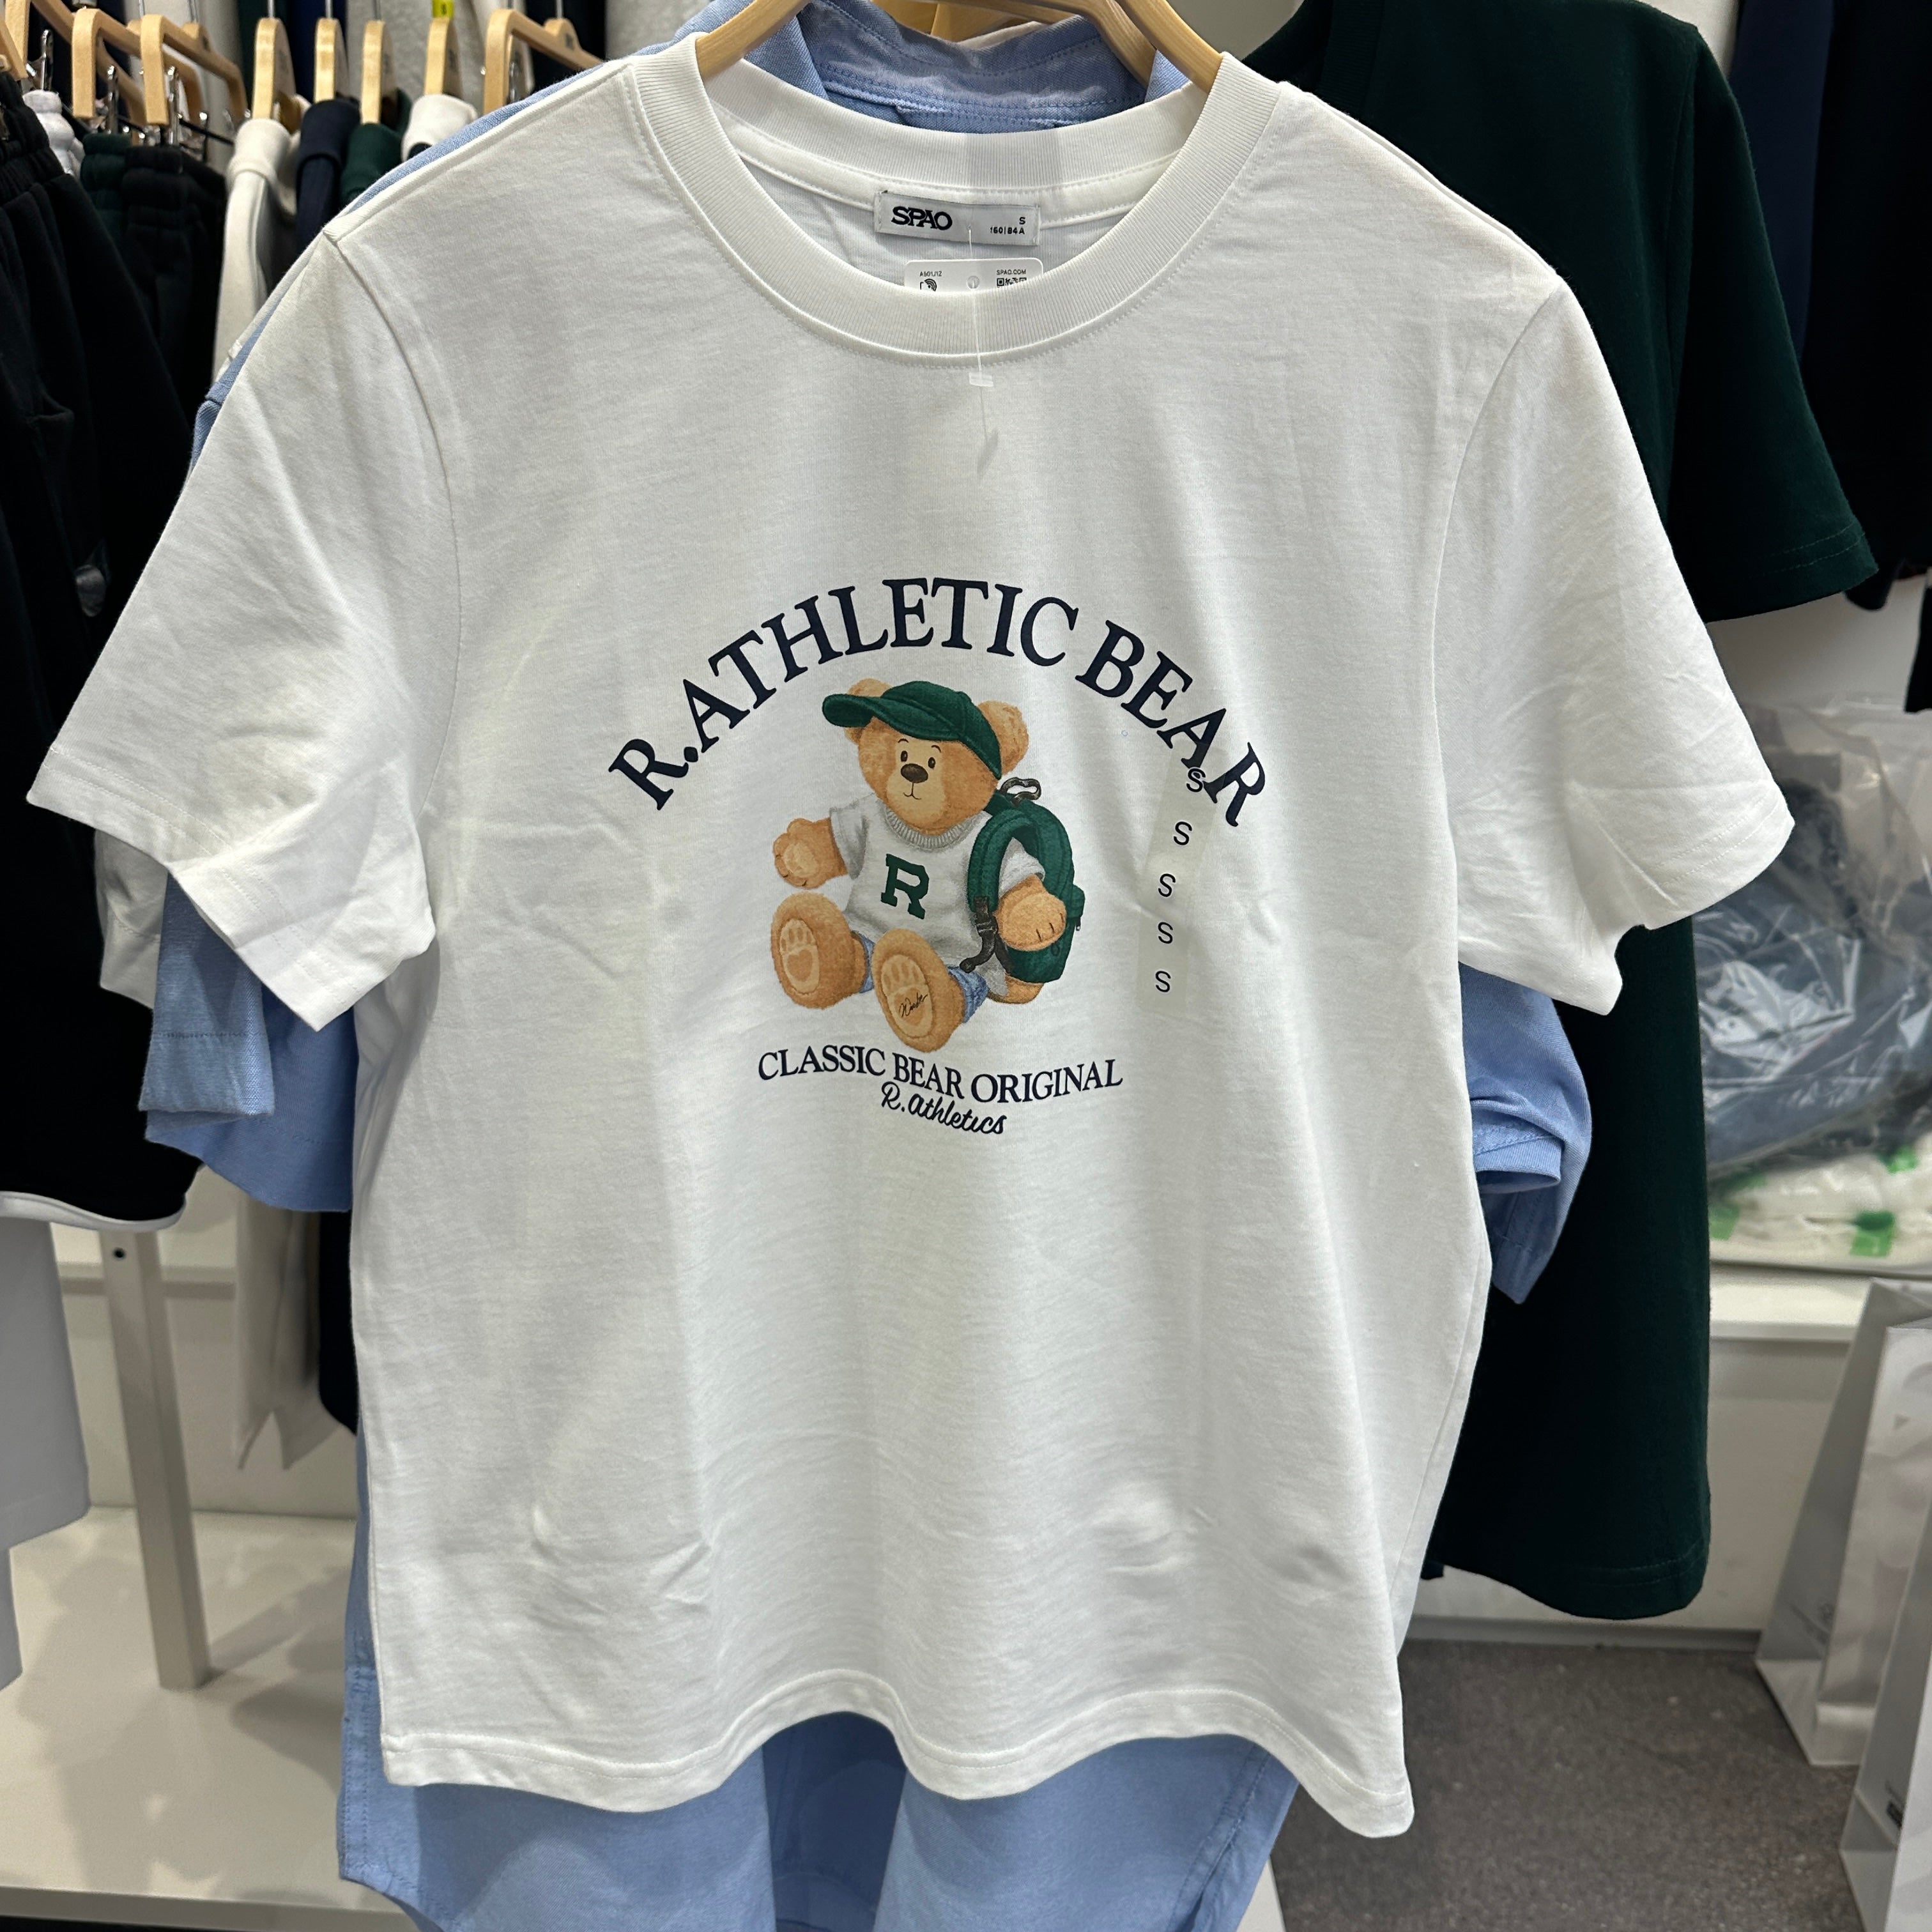 SPAO
S
160|84A
SPAO.COM
R.ATHLETIC BEAR
R
S
S
S
S
S
CLASSIC BEAR ORIGINAL
R.athletics